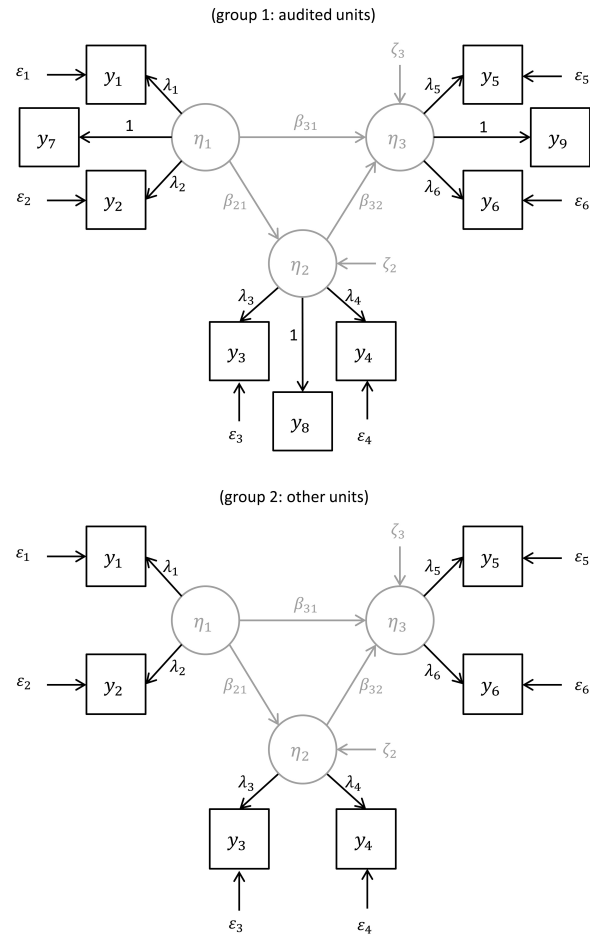 (group 1: audited units)
ζ₃
ε₁ y₁ λ₁ λ₅ y₅ ε₅
y₇ 1 η₁ β₃₁ η₃ 1 y₉
ε₂ y₂ λ₂ β₂₁ β₃₂ λ₆ y₆ ε₆
η₂ ζ₂
λ₃ λ₄
y₃ 1 y₄
y₈
ε₃ ε₄
(group 2: other units)
ζ₃
ε₁ y₁ λ₁ λ₅ y₅ ε₅
η₁ β₃₁ η₃
ε₂ y₂ λ₂ β₂₁ β₃₂ λ₆ y₆ ε₆
η₂ ζ₂
λ₃ λ₄
y₃ y₄
ε₃ ε₄